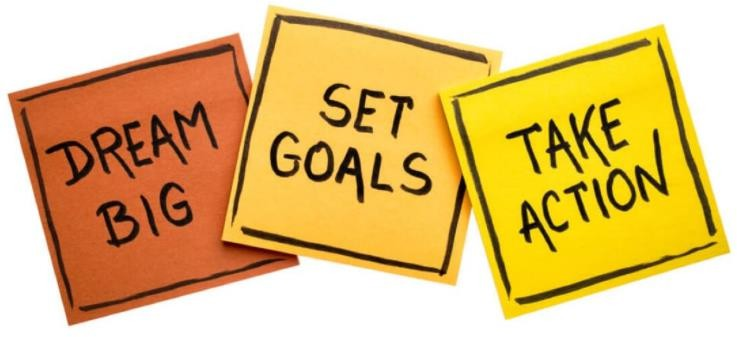 DREAM
BIG
SET
GOALS
TAKE
ACTION